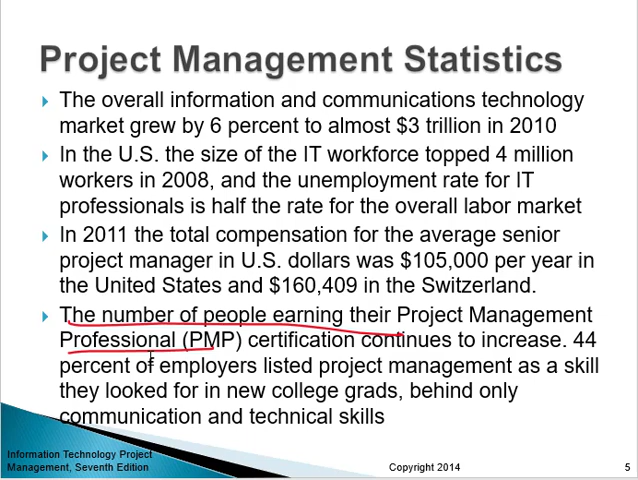 Project Management Statistics
The overall information and communications technology
market grew by 6 percent to almost $3 trillion in 2010
In the U.S. the size of the IT workforce topped 4 million
workers in 2008, and the unemployment rate for IT
professionals is half the rate for the overall labor market
In 2011 the total compensation for the average senior
project manager in U.S. dollars was $105,000 per year in
the United States and $160,409 in the Switzerland.
The number of people earning their Project Management
Professional (PMP) certification continues to increase. 44
percent of employers listed project management as a skill
they looked for in new college grads, behind only
communication and technical skills
Information Technology Project
Management, Seventh Edition
Copyright 2014
5